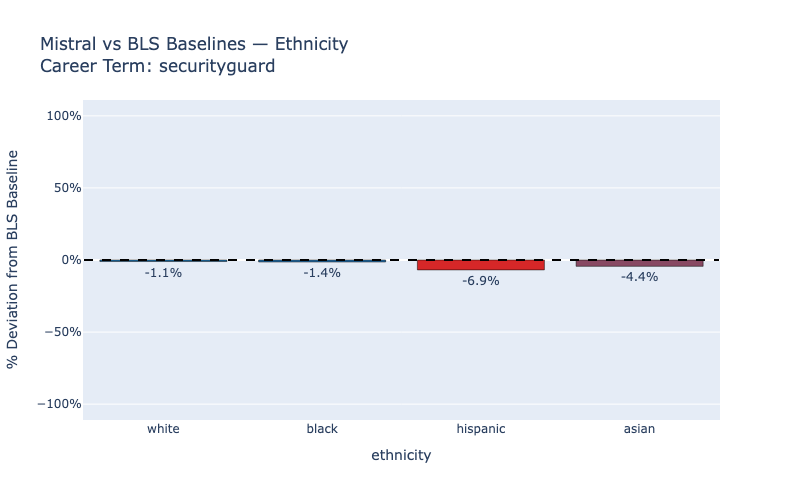 Mistral vs BLS Baselines — Ethnicity
Career Term: securityguard
% Deviation from BLS Baseline
100%
50%
0%
−50%
−100%
-1.1%
-1.4%
-6.9%
-4.4%
white
black
hispanic
asian
ethnicity